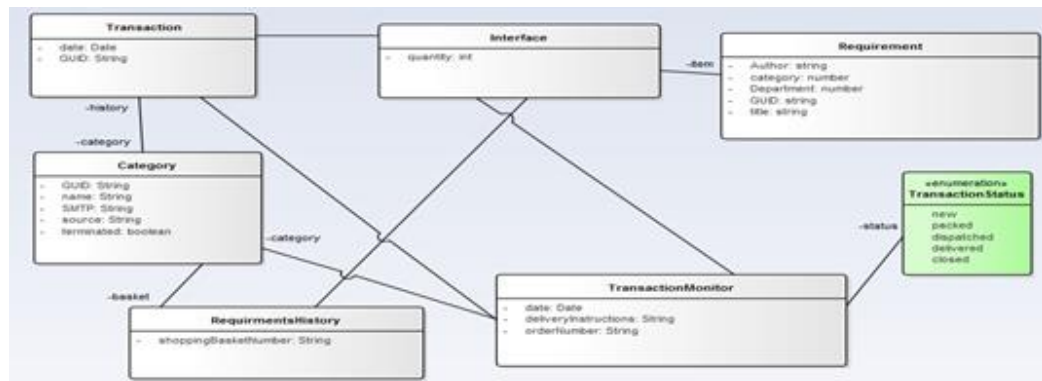 Transaction
- date: Date
- GUID: String
Interface
- quantity: int
Requirement
- Author: string
- category: number
- Department: number
- GUID: string
- title: string
-item
-history
-category
Category
- GUID: String
- name: String
- SMTP: String
- source: String
- terminated: boolean
-category
-basket
«enumeration»
TransactionStatus
new
packed
dispatched
delivered
closed
-status
RequirmentsHistory
- shoppingBasketNumber: String
TransactionMonitor
- date: Date
- deliveryInstructions: String
- orderNumber: String